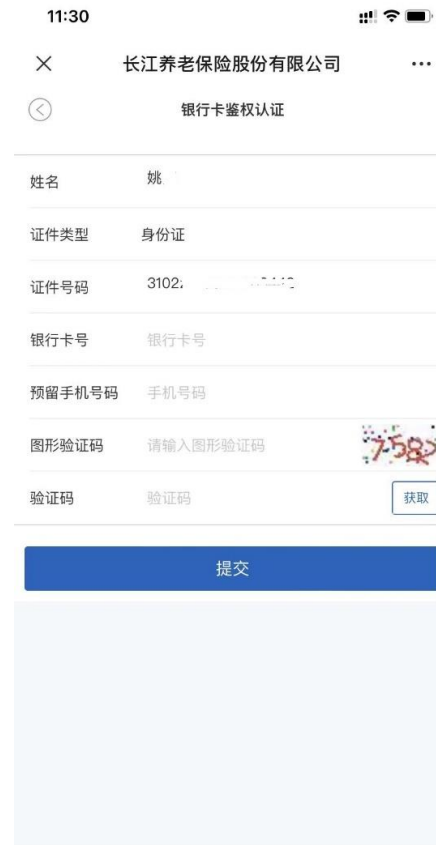 11:30
长江养老保险股份有限公司
银行卡鉴权认证
姓名 姚
证件类型 身份证
证件号码 3102
银行卡号 银行卡号
预留手机号码 手机号码
图形验证码 请输入图形验证码
验证码 验证码 获取
提交